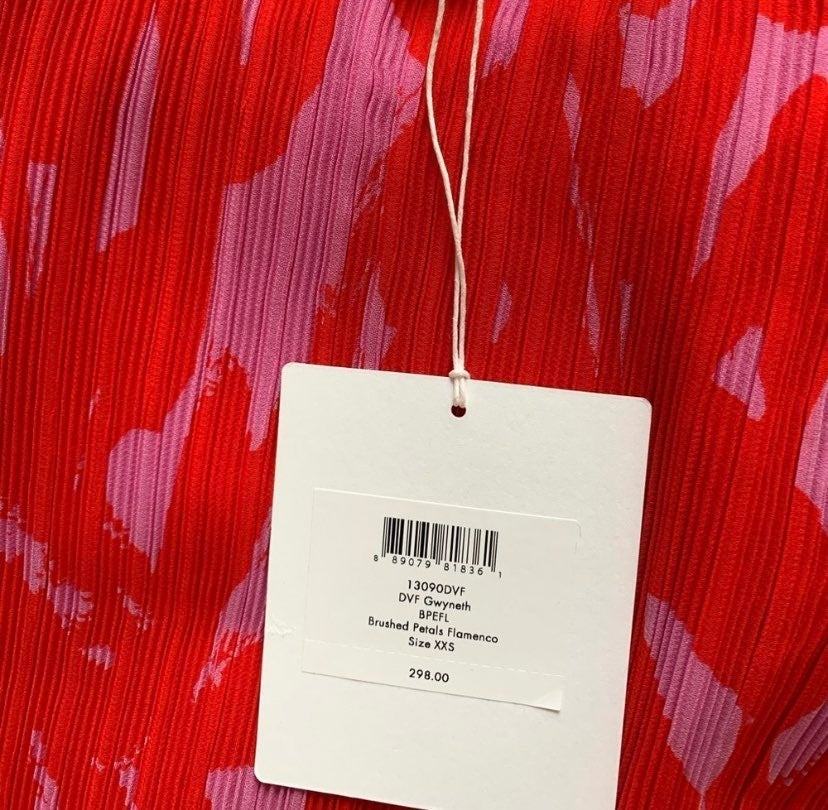 8 89079 81836 1
13090DVF
DVF Gwyneth
BPEFL
Brushed Petals Flamenco
Size XXS
298.00